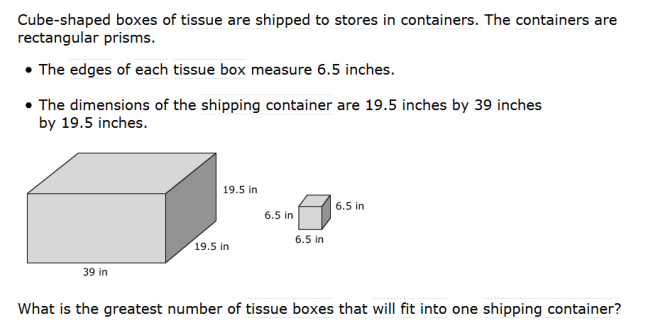 Cube-shaped boxes of tissue are shipped to stores in containers. The containers are
rectangular prisms.
• The edges of each tissue box measure 6.5 inches.
• The dimensions of the shipping container are 19.5 inches by 39 inches
by 19.5 inches.
19.5 in
6.5 in
6.5 in
6.5 in
19.5 in
39 in
What is the greatest number of tissue boxes that will fit into one shipping container?